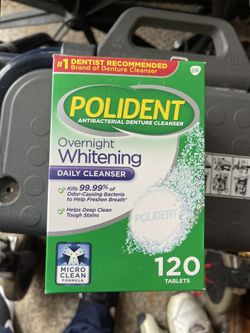 #1 DENTIST RECOMMENDED
Brand of Denture Cleanser
POLIDENT
ANTIBACTERIAL DENTURE CLEANSER
Overnight
Whitening
DAILY CLEANSER
Kills 99.99% of
Odor-Causing Bacteria
to Help Freshen Breath*
Helps Deep Clean
Tough Stains
POLIDENT
MICRO
CLEAN
FORMULA
120
TABLETS